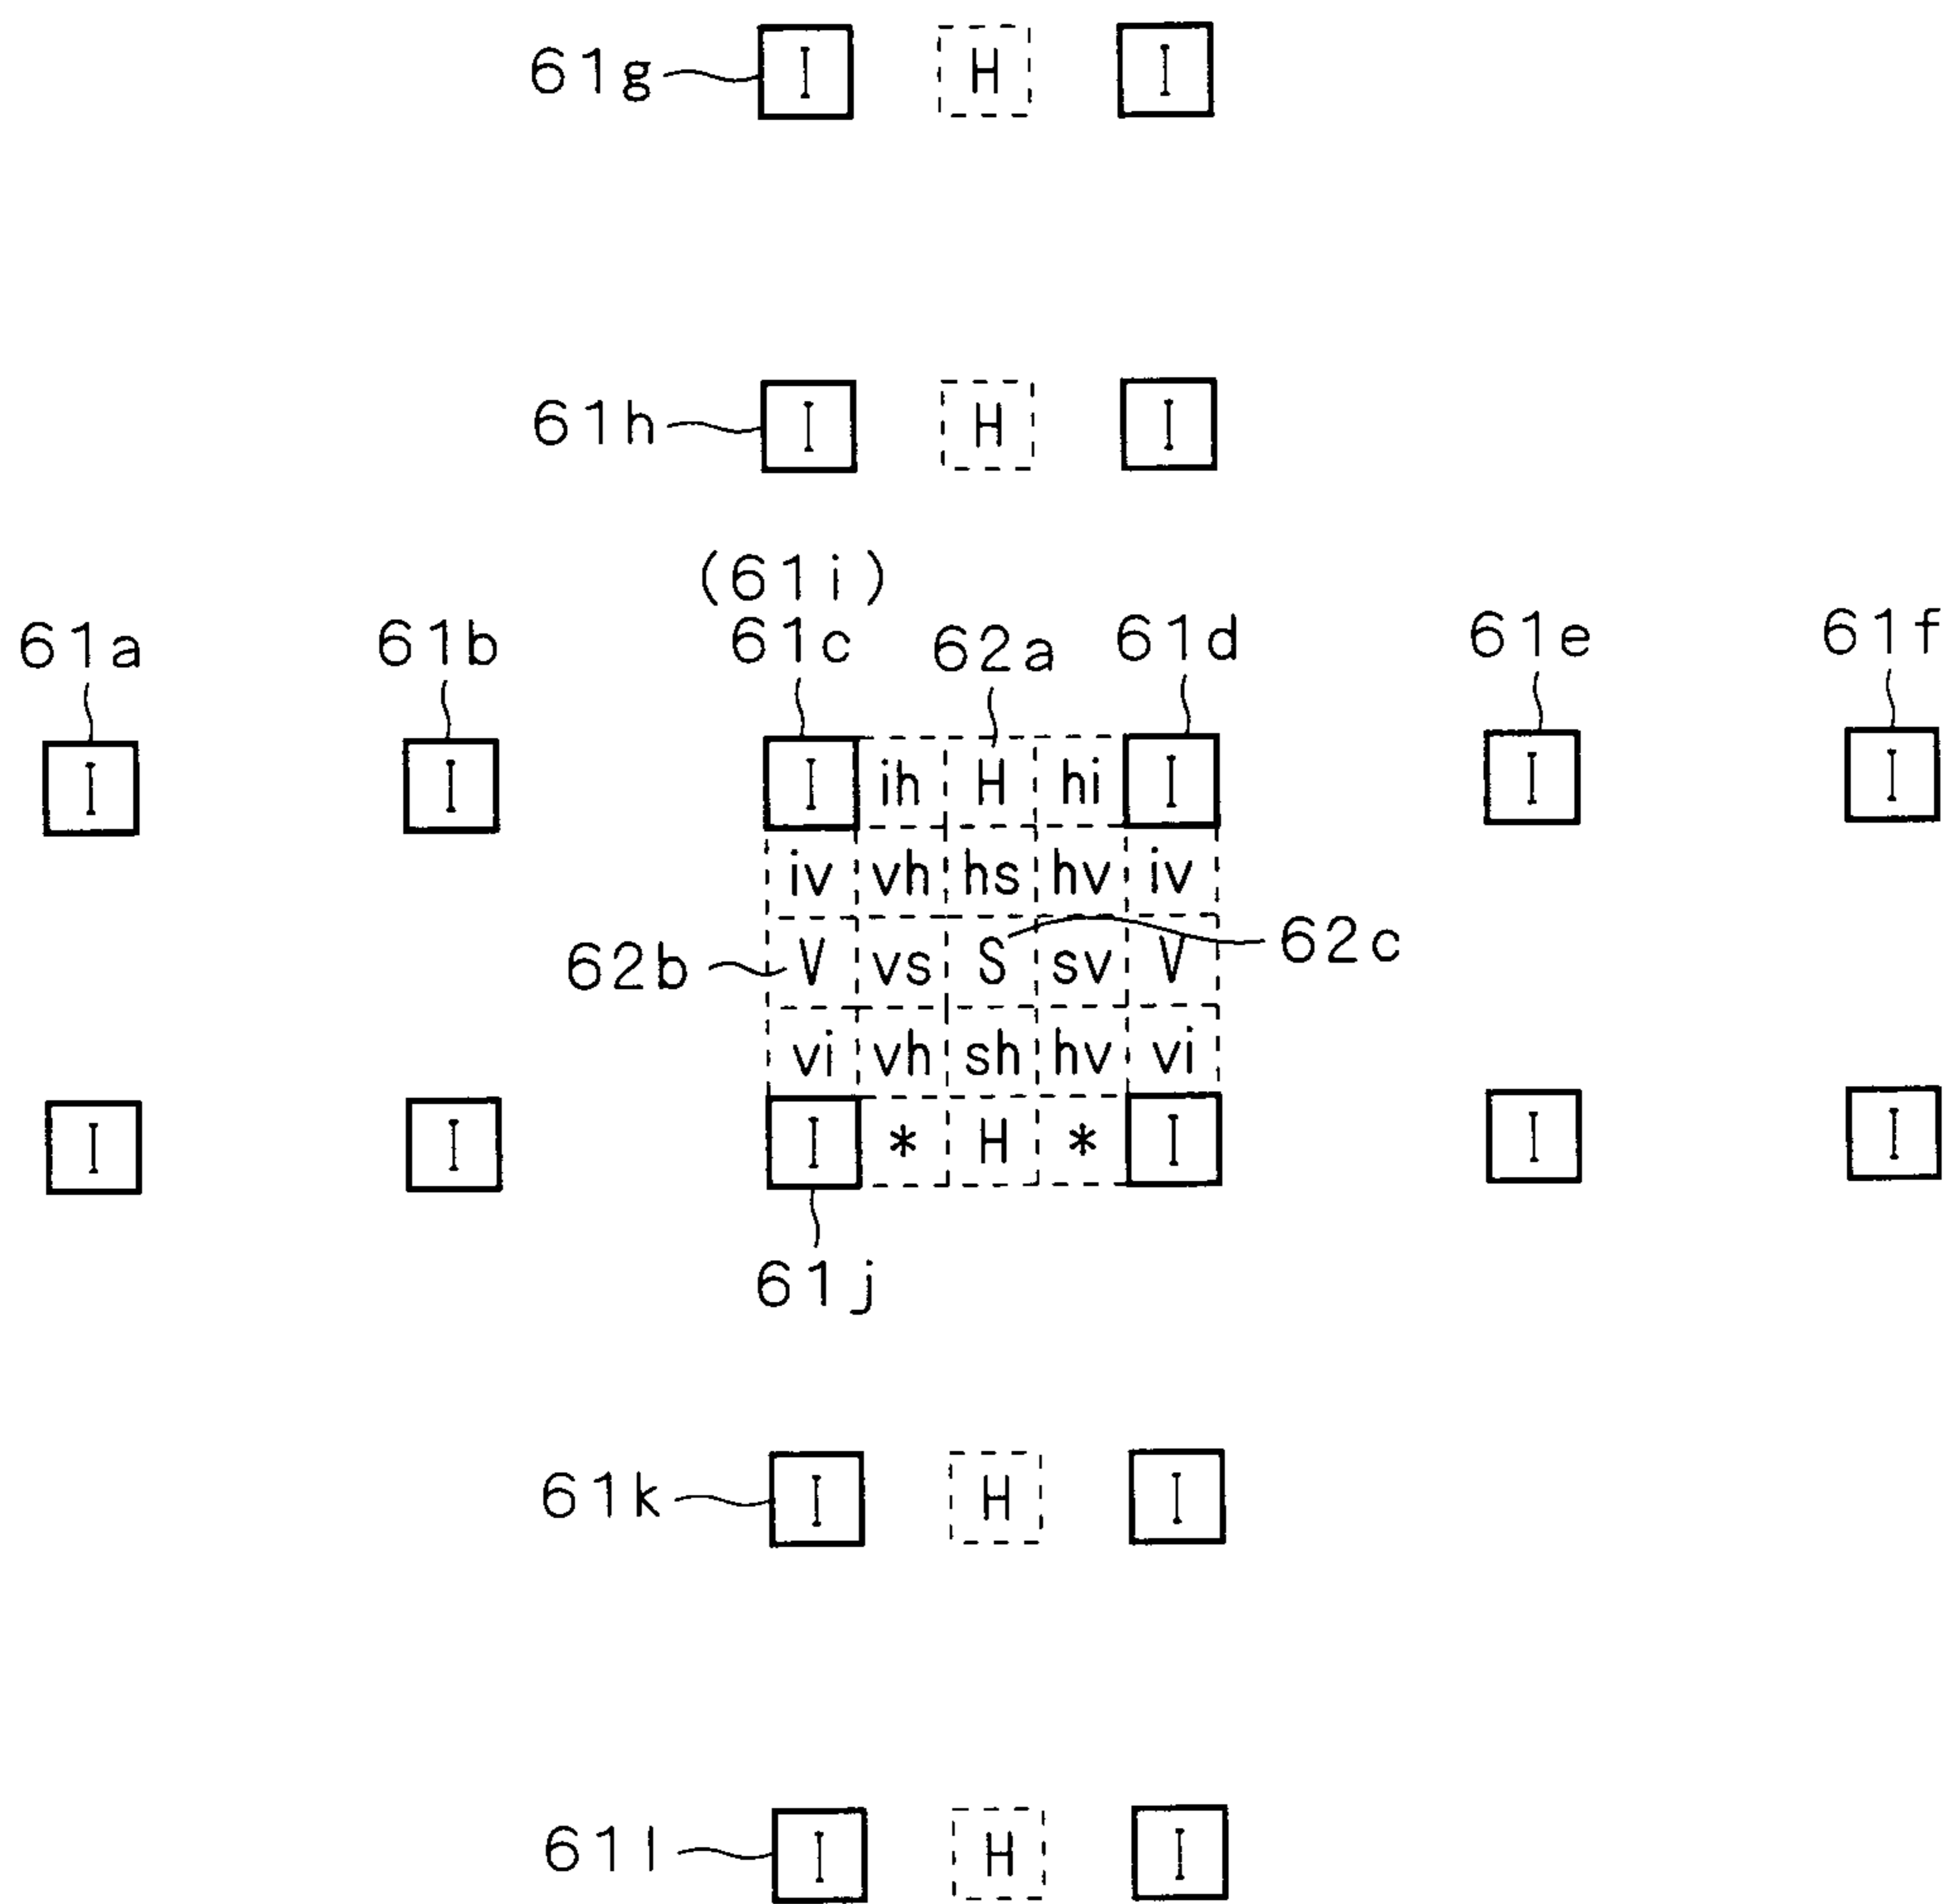 61g I H I
61h I H I
(61i)
61a 61b 61c 62a 61d 61e 61f
I I I ih H hi I I I
iv vh hs hv iv
62b V vs S sv V 62c
vi vh sh hv vi
I I I * H * I I I
61j
61k I H I
61l I H I